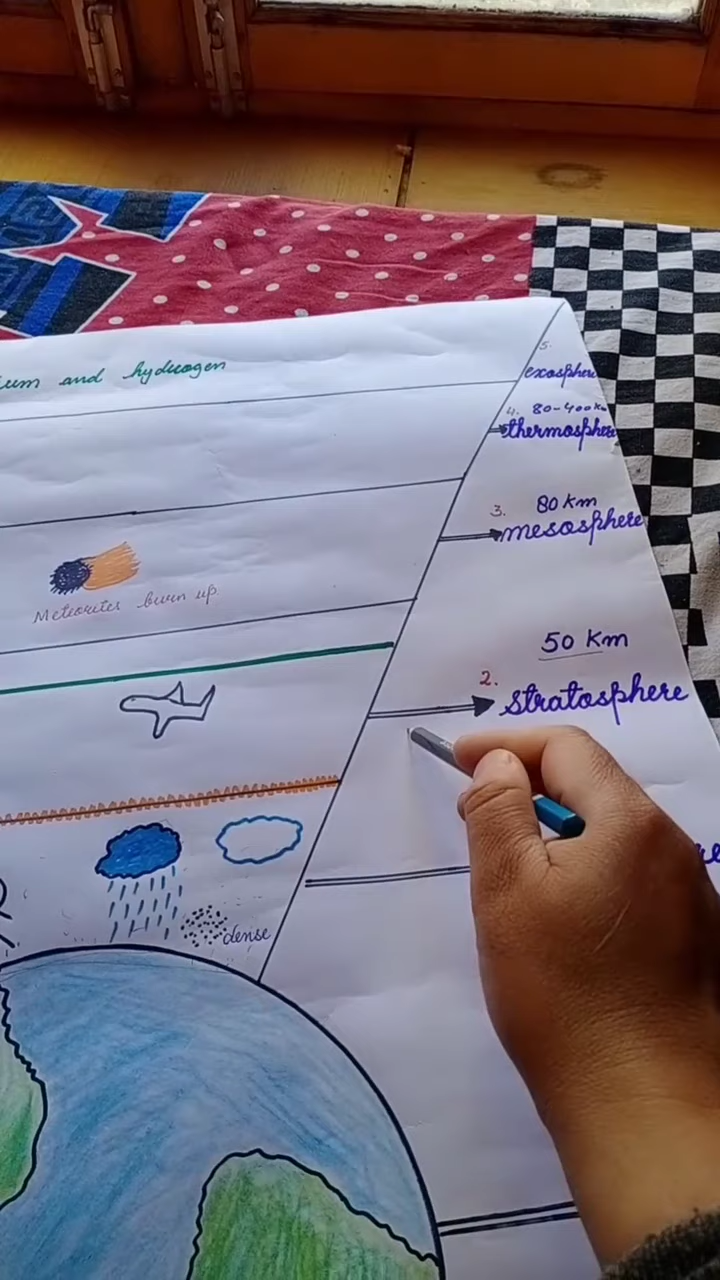 and hydrogen
5.
exosphere
4. 80-400km
thermosphere
3. 80 km
mesosphere
Meteorites burn up
50 Km
2.
stratosphere
dense